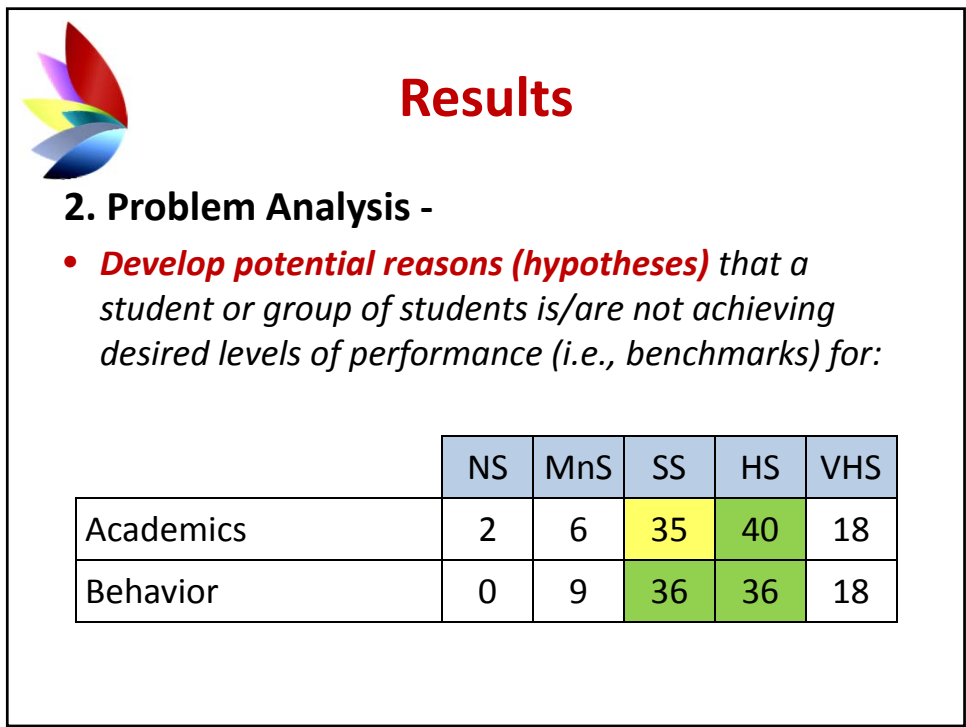 Results
2. Problem Analysis -
• Develop potential reasons (hypotheses) that a
student or group of students is/are not achieving
desired levels of performance (i.e., benchmarks) for:
NS MnS SS HS VHS
Academics 2 6 35 40 18
Behavior 0 9 36 36 18